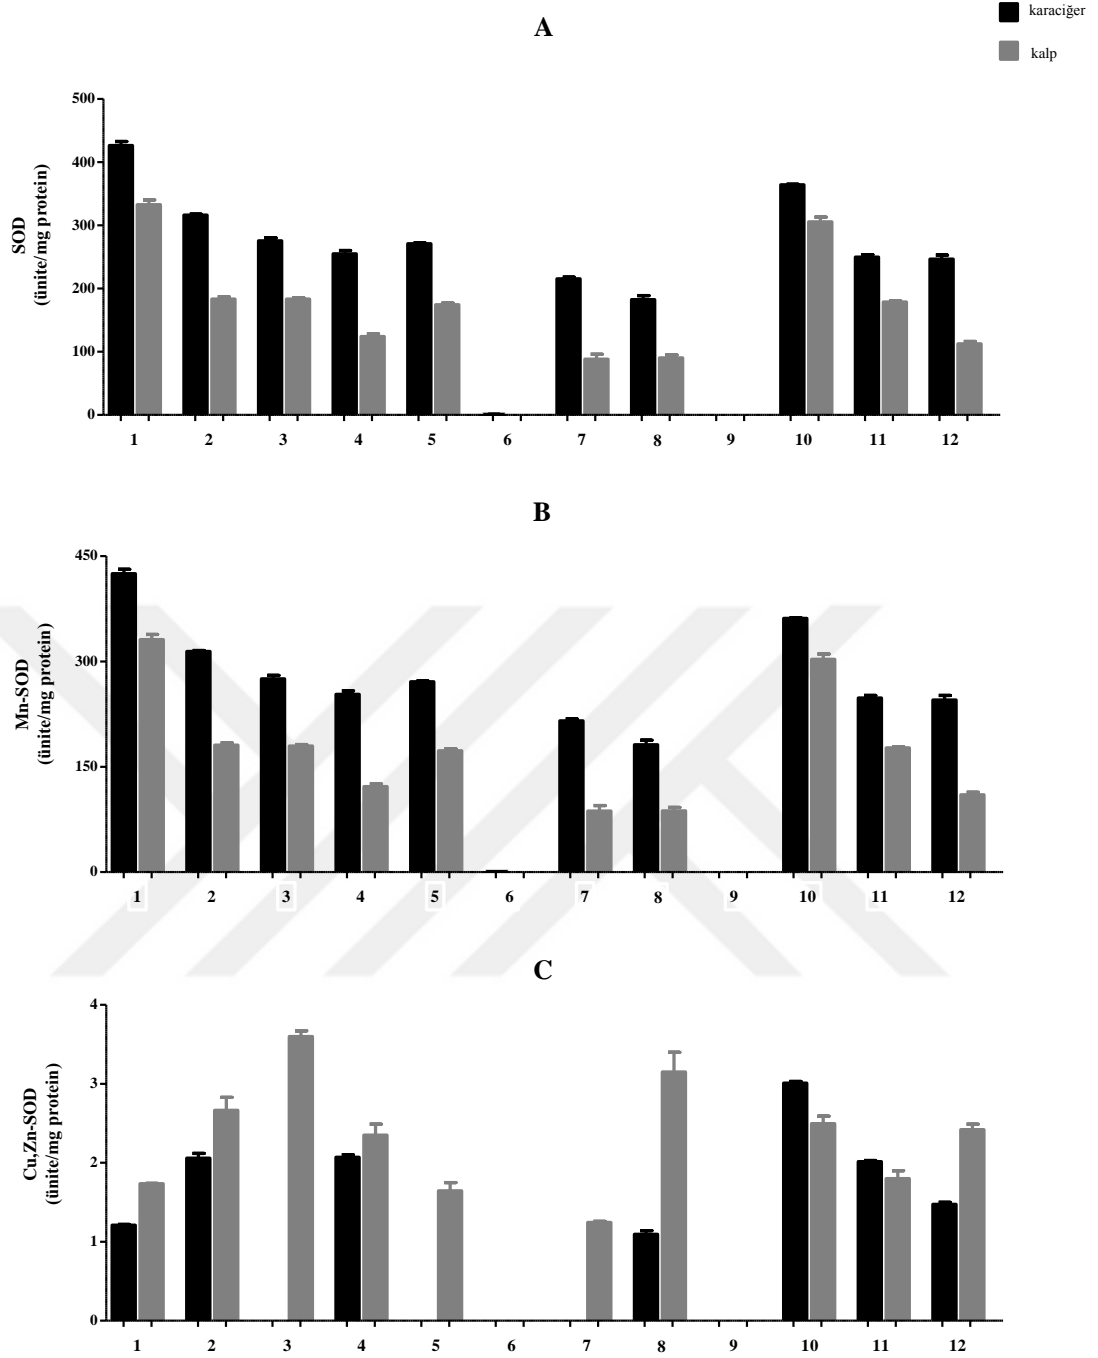 karaciğer
kalp
A
SOD
(ünite/mg protein)
500
400
300
200
100
0
1 2 3 4 5 6 7 8 9 10 11 12
B
Mn-SOD
(ünite/mg protein)
450
300
150
0
1 2 3 4 5 6 7 8 9 10 11 12
C
Cu,Zn-SOD
(ünite/mg protein)
4
3
2
1
0
1 2 3 4 5 6 7 8 9 10 11 12